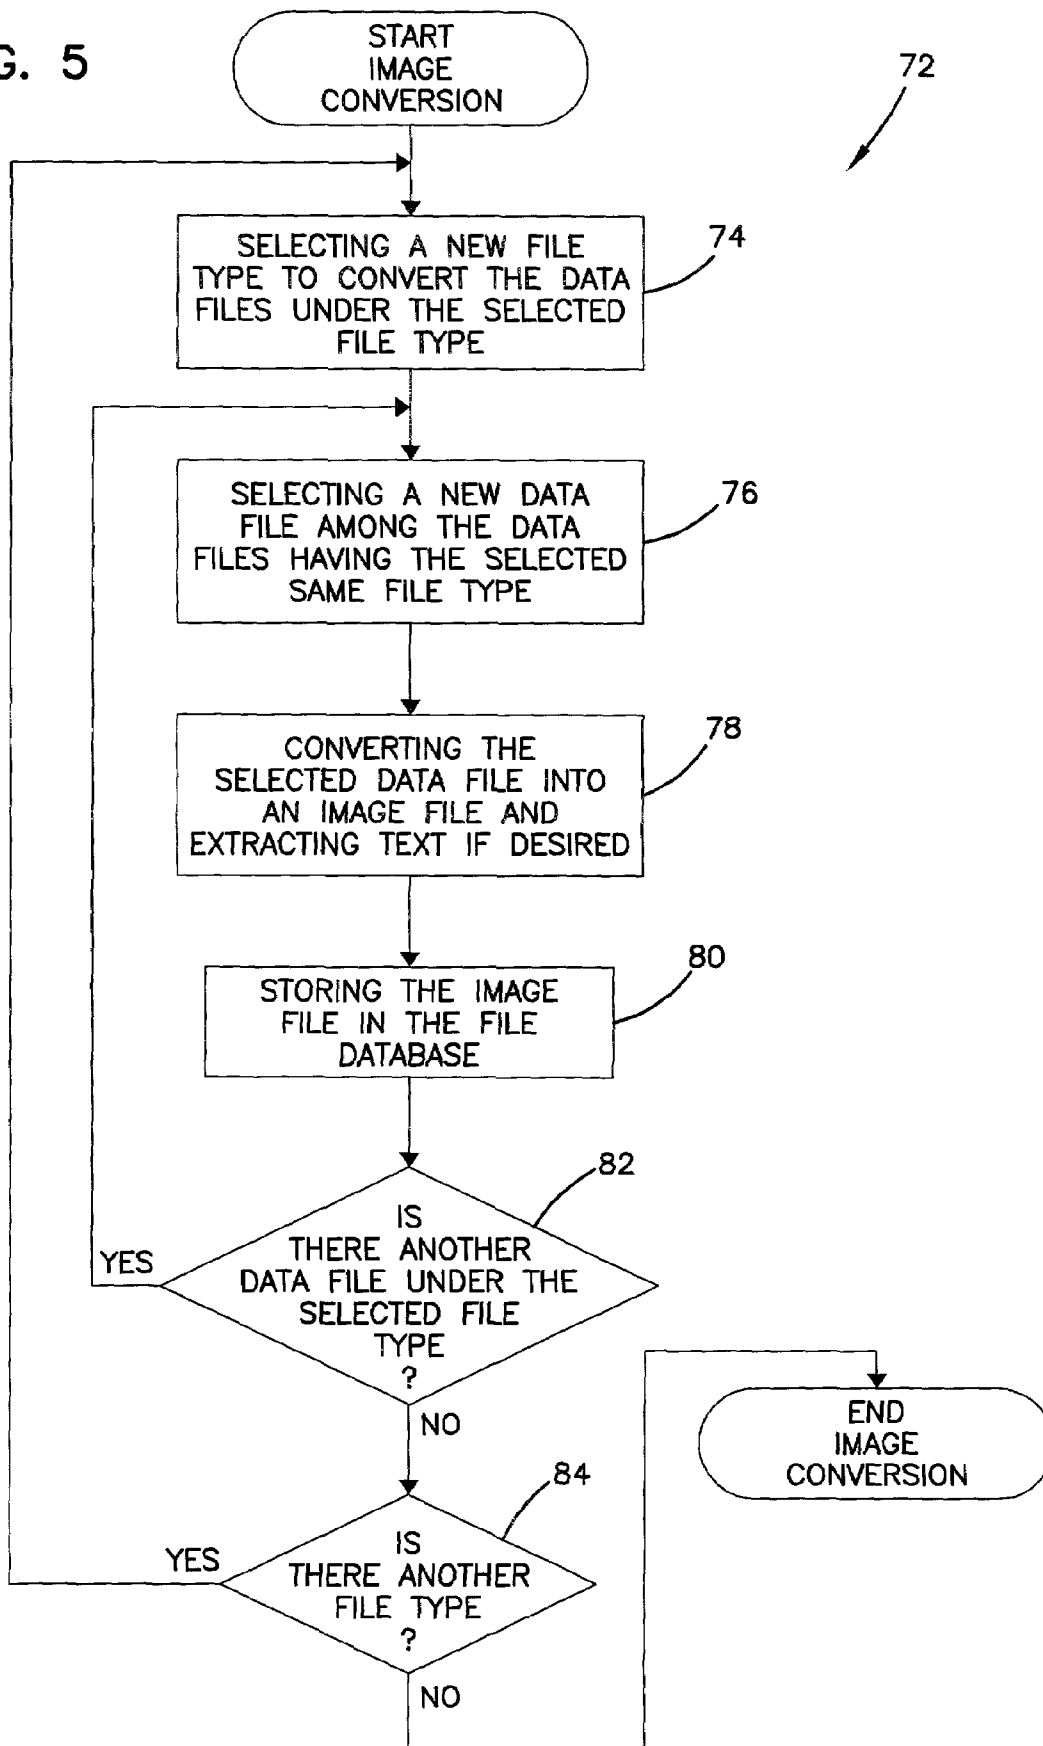 G. 5
START
IMAGE
CONVERSION
72
SELECTING A NEW FILE
TYPE TO CONVERT THE DATA
FILES UNDER THE SELECTED
FILE TYPE
74
SELECTING A NEW DATA
FILE AMONG THE DATA
FILES HAVING THE SELECTED
SAME FILE TYPE
76
CONVERTING THE
SELECTED DATA FILE INTO
AN IMAGE FILE AND
EXTRACTING TEXT IF DESIRED
78
STORING THE IMAGE
FILE IN THE FILE
DATABASE
80
IS
THERE ANOTHER
DATA FILE UNDER THE
SELECTED FILE
TYPE
?
82
YES
NO
IS
THERE ANOTHER
FILE TYPE
?
84
YES
NO
END
IMAGE
CONVERSION